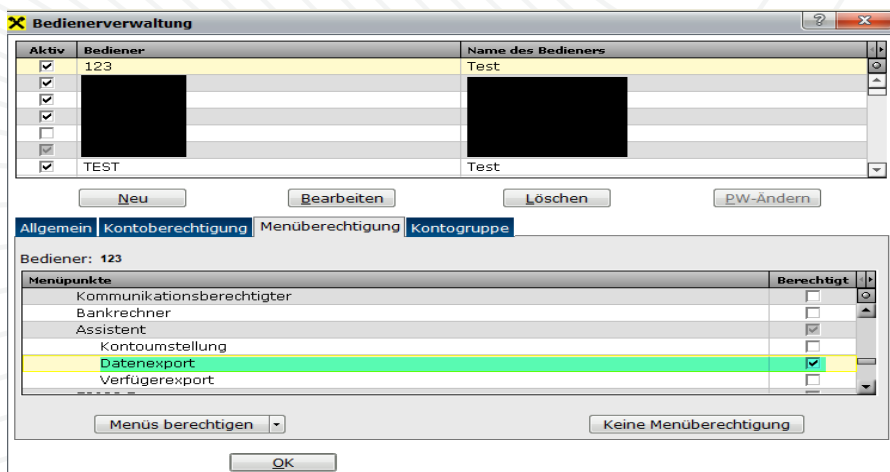 Bedienerverwaltung
Aktiv Bediener Name des Bedieners
123 Test
TEST Test
Neu Bearbeiten Löschen PW-Ändern
Allgemein Kontoberechtigung Menüberechtigung Kontogruppe
Bediener: 123
Menüpunkte Berechtigt
Kommunikationsberechtigter
Bankrechner
Assistent
Kontoumstellung
Datenexport
Verfügerexport
Menüs berechtigen Keine Menüberechtigung
OK